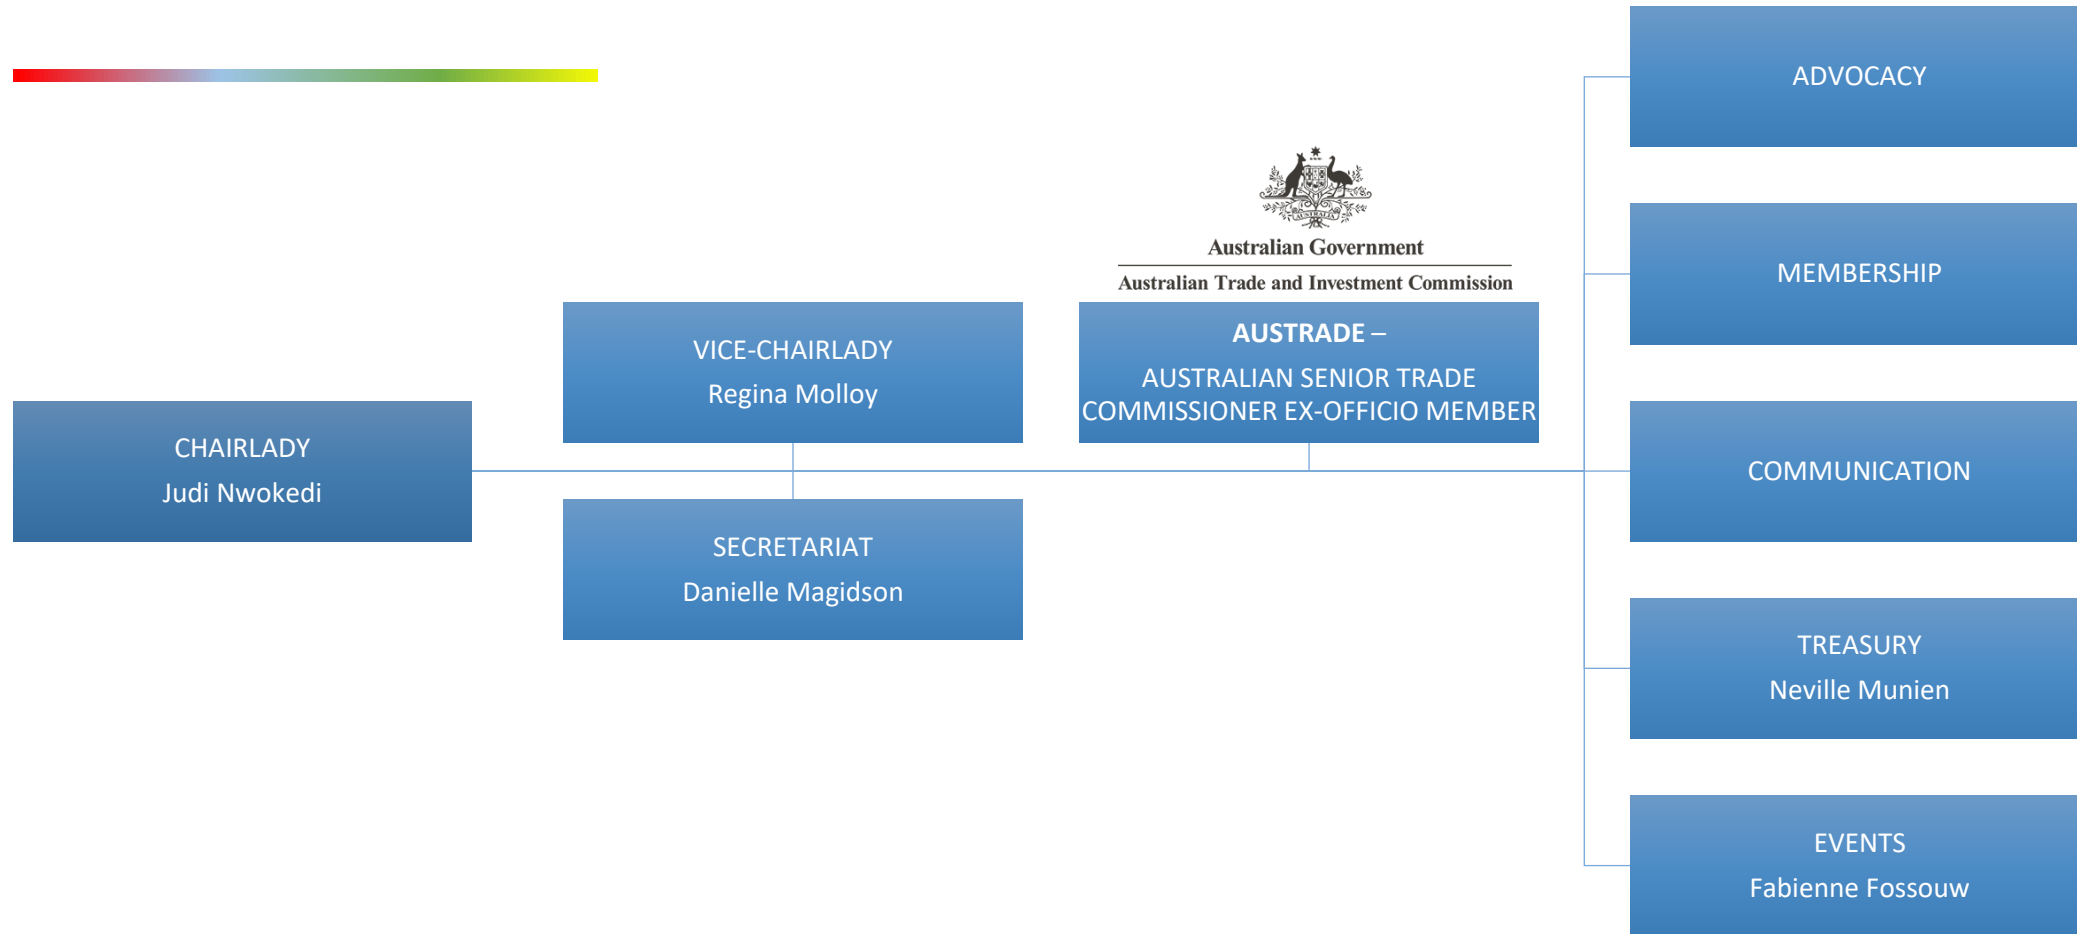 CHAIRLADY
Judi Nwokedi
VICE-CHAIRLADY
Regina Molloy
SECRETARIAT
Danielle Magidson
AUSTRALIA
Australian Government
Australian Trade and Investment Commission
AUSTRADE –
AUSTRALIAN SENIOR TRADE
COMMISSIONER EX-OFFICIO MEMBER
ADVOCACY
MEMBERSHIP
COMMUNICATION
TREASURY
Neville Munien
EVENTS
Fabienne Fossouw